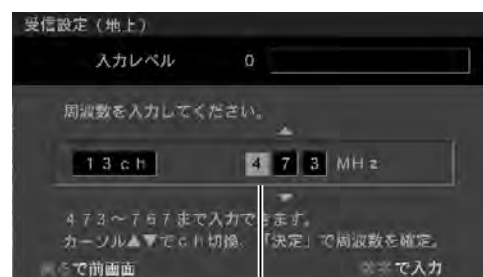 受信設定（地上）
入力レベル 0
周波数を入力してください。
13ch 473 MHz
473～767まで入力できます。
カーソル▲▼でch切換、「決定」で周波数を確定。
で前画面 で入力